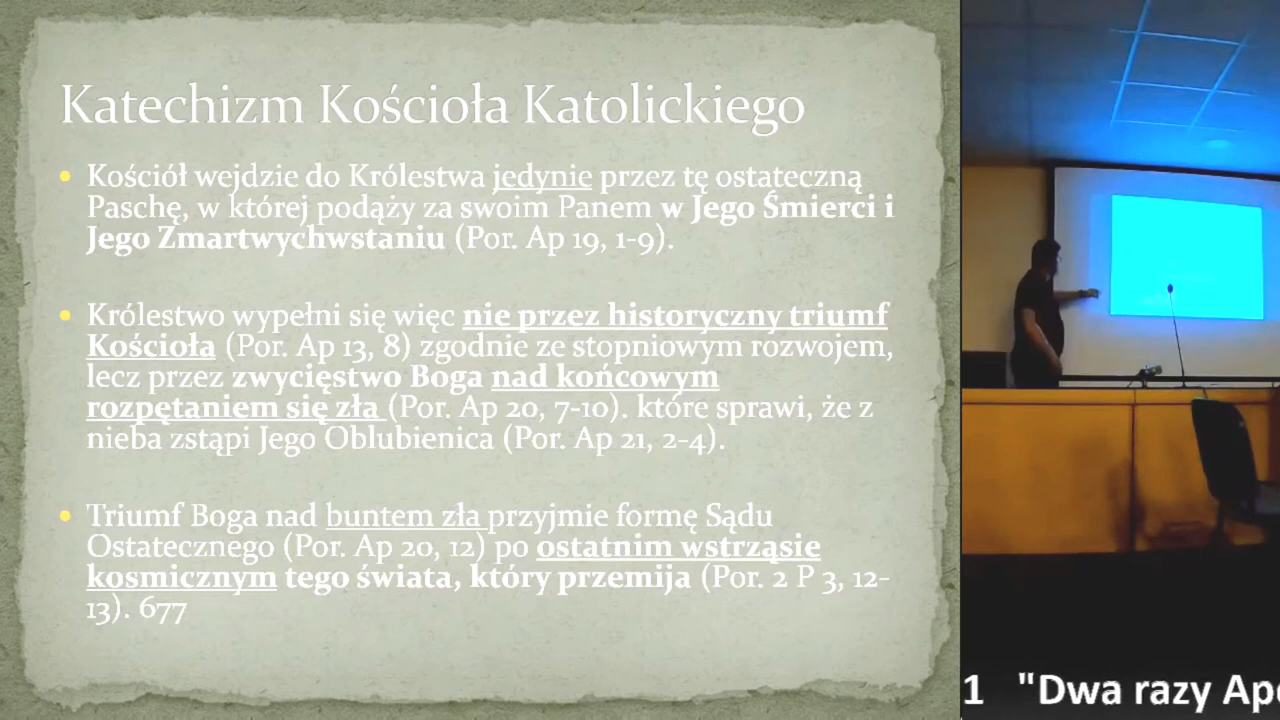 Katechizm Kościoła Katolickiego
• Kościół wejdzie do Królestwa jedynie przez tę ostateczną
Paschę, w której podąży za swoim Panem w Jego Śmierci i
Jego Zmartwychwstaniu (Por. Ap 19, 1-9).
• Królestwo wypełni się więc nie przez historyczny triumf
Kościoła (Por. Ap 13, 8) zgodnie ze stopniowym rozwojem,
lecz przez zwycięstwo Boga nad końcowym
rozpętaniem się zła (Por. Ap 20, 7-10). które sprawi, że z
nieba zstąpi Jego Oblubienica (Por. Ap 21, 2-4).
• Triumf Boga nad buntem zła przyjmie formę Sądu
Ostatecznego (Por. Ap 20, 12) po ostatnim wstrząsie
kosmicznym tego świata, który przemija (Por. 2 P 3, 12-
13). 677
1 "Dwa razy